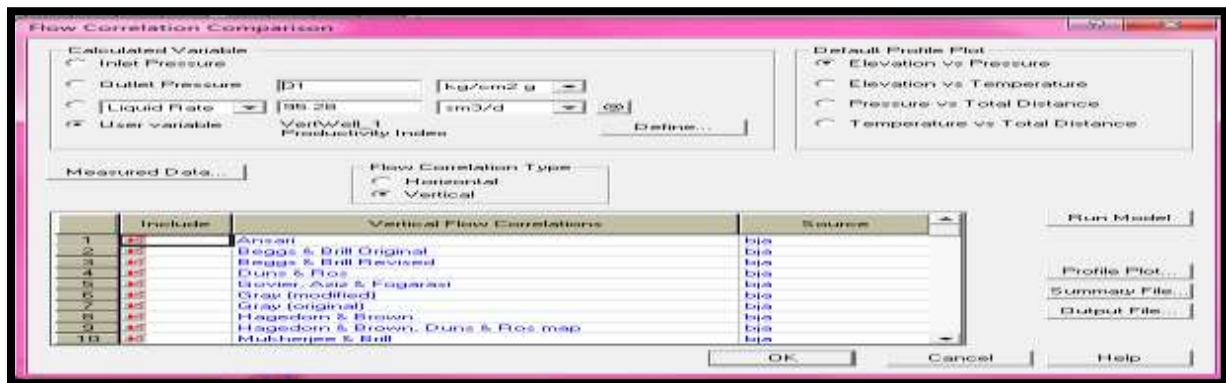 Flow Correlation Comparison
Calculated Variable
Inlet Pressure
Outlet Pressure kg/cm2 g
Liquid Rate 95.28 sm3/d
User variable VertWell_1
Productivity Index
Define...
Default Profile Plot
Elevation vs Pressure
Elevation vs Temperature
Pressure vs Total Distance
Temperature vs Total Distance
Measured Data...
Flow Correlation Type
Horizontal
Vertical
Include Vertical Flow Correlations Source
1 Ansari bja
2 Beggs & Brill Original bja
3 Beggs & Brill Revised bja
4 Duns & Ros bja
5 Govier, Aziz & Fogarasi bja
6 Gray (modified) bja
7 Gray (original) bja
8 Hagedorn & Brown bja
9 Hagedorn & Brown, Duns & Ros map bja
10 Mukherjee & Brill bja
Run Model
Profile Plot...
Summary File...
Output File...
OK Cancel Help